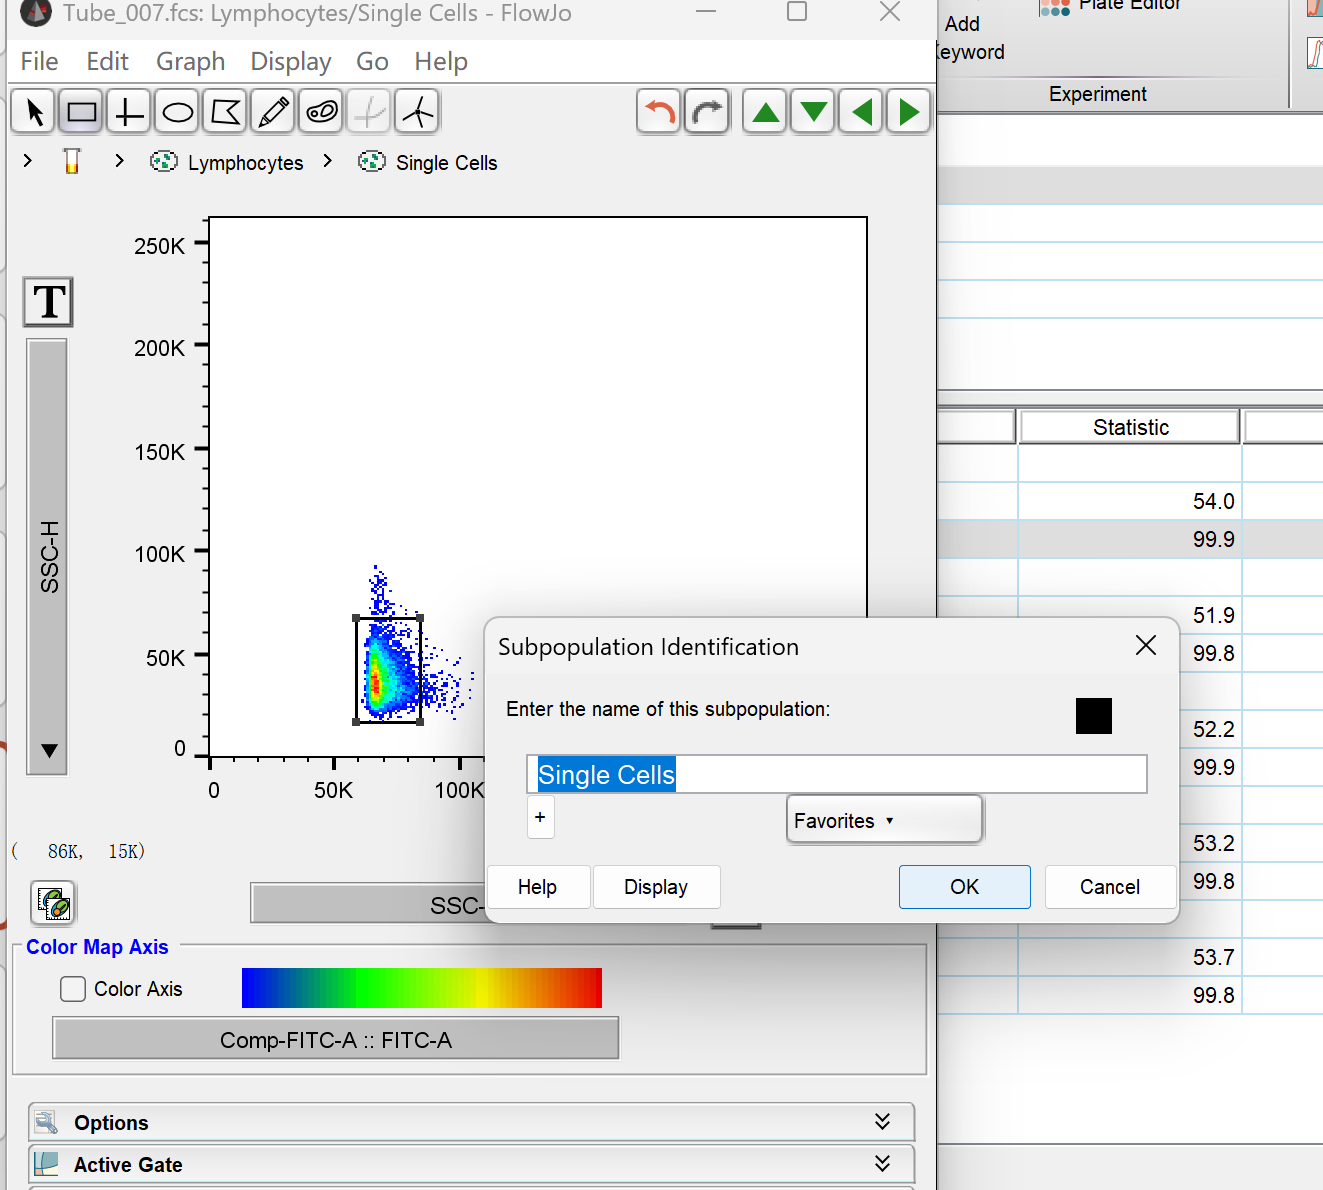 Tube_007.fcs: Lymphocytes/Single Cells - FlowJo
File Edit Graph Display Go Help
Lymphocytes
Single Cells
T
SSC-H
250K
200K
150K
100K
50K
0
0 50K 100K
( 86K, 15K)
SSC-
Color Map Axis
Color Axis
Comp-FITC-A :: FITC-A
Options
Active Gate
Subpopulation Identification
Enter the name of this subpopulation:
Single Cells
+
Favorites
Help Display OK Cancel
Add
Keyword
Plate Editor
Experiment
Statistic
54.0
99.9
51.9
99.8
52.2
99.9
53.2
99.8
53.7
99.8